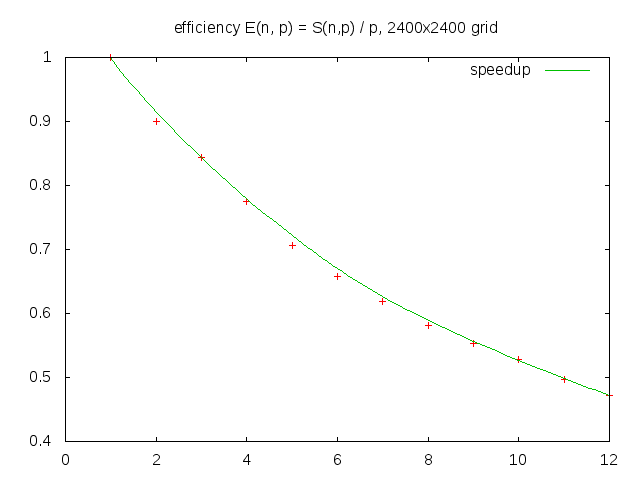 efficiency E(n, p) = S(n,p) / p, 2400x2400 grid
speedup
1
0.9
0.8
0.7
0.6
0.5
0.4
0 2 4 6 8 10 12